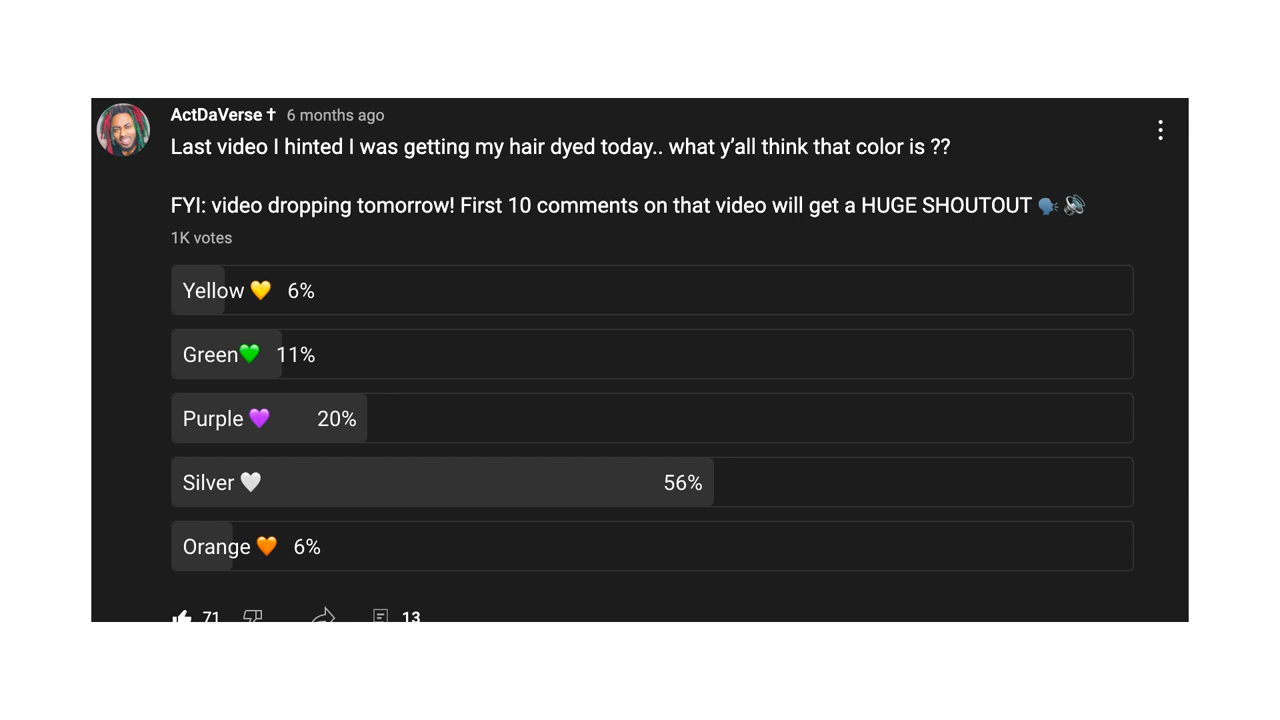 ActDaVerse ✝ 6 months ago
Last video I hinted I was getting my hair dyed today.. what y’all think that color is ??
FYI: video dropping tomorrow! First 10 comments on that video will get a HUGE SHOUTOUT 🗣️ 🔊
1K votes
Yellow 💛 6%
Green💚 11%
Purple 💜 20%
Silver 🤍 56%
Orange 🧡 6%
71 13